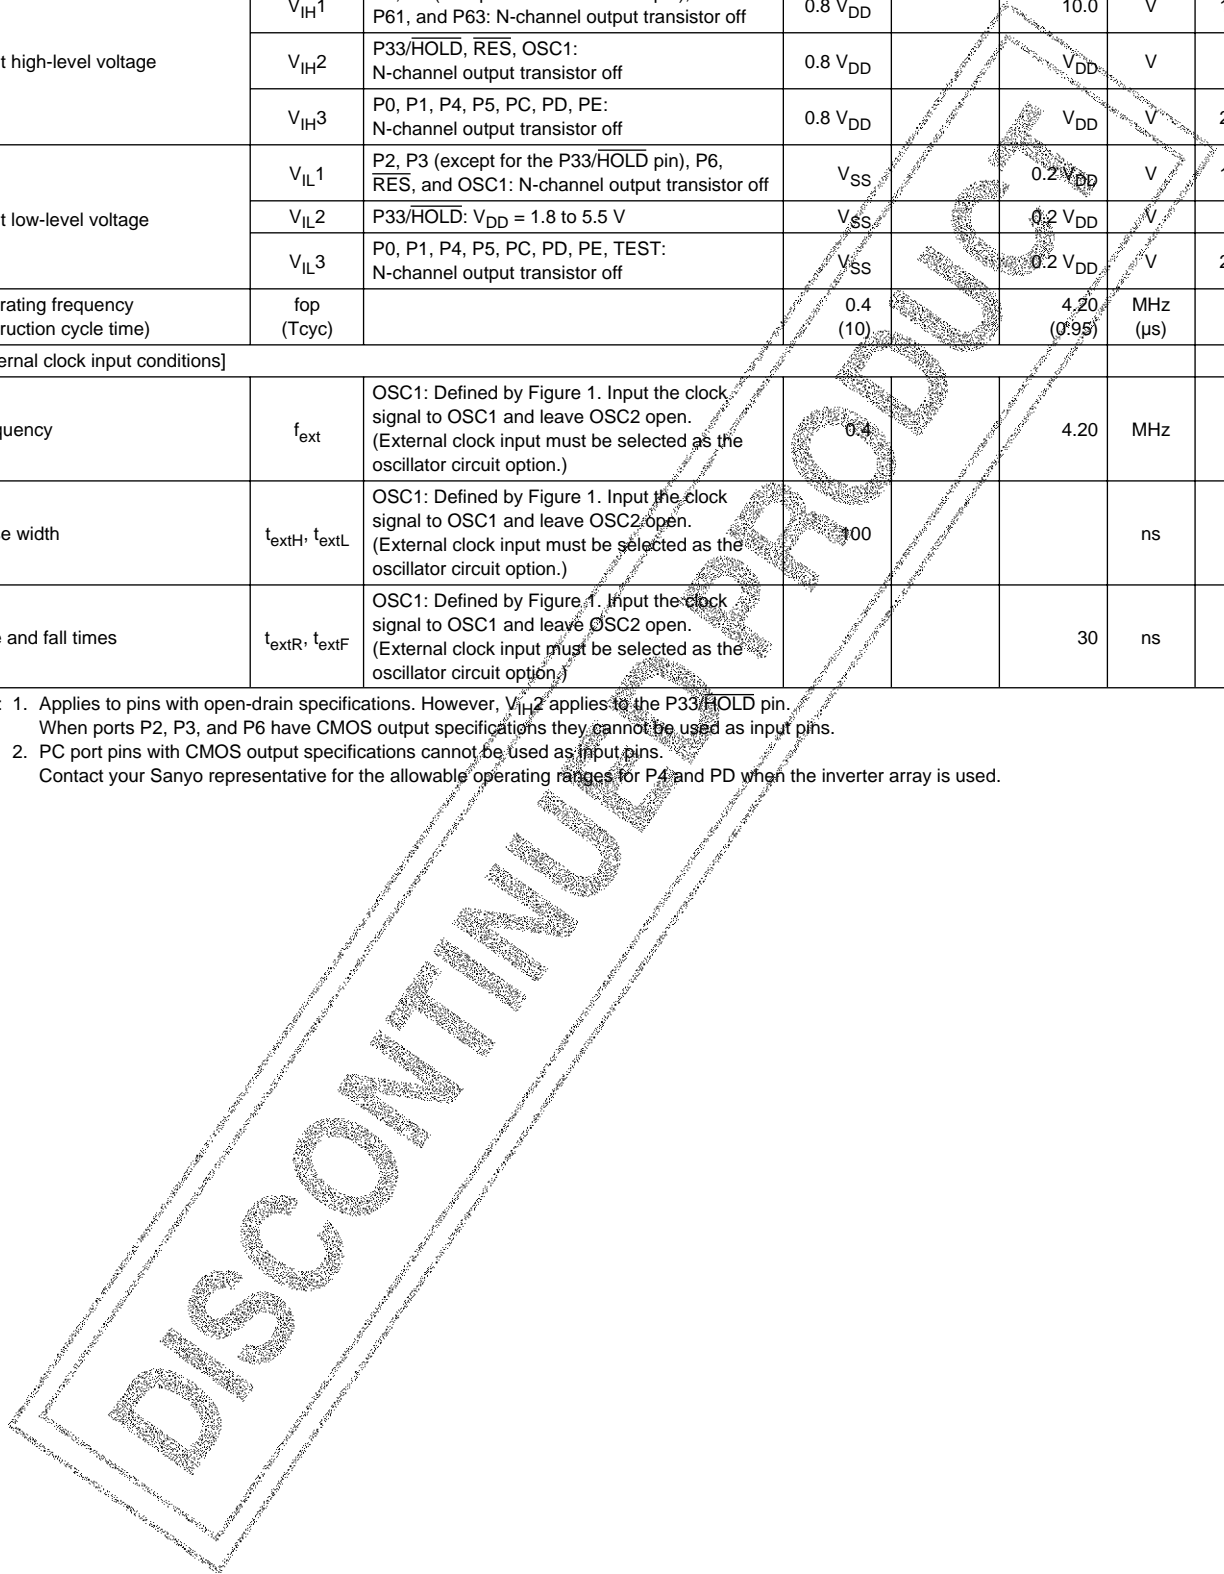 V_IH1 0.8 V_DD 10.0 V
P61, and P63: N-channel output transistor off
t high-level voltage V_IH2 P33/HOLD, RES, OSC1: 0.8 V_DD V_DD V
N-channel output transistor off
V_IH3 P0, P1, P4, P5, PC, PD, PE: 0.8 V_DD V_DD V 2
N-channel output transistor off
V_IL1 P2, P3 (except for the P33/HOLD pin), P6, V_SS 0.2 V_DD V
RES, and OSC1: N-channel output transistor off
t low-level voltage V_IL2 P33/HOLD: V_DD = 1.8 to 5.5 V V_SS 0.2 V_DD V
V_IL3 P0, P1, P4, P5, PC, PD, PE, TEST: V_SS 0.2 V_DD V 2
N-channel output transistor off
rating frequency fop 0.4 4.20 MHz
ruction cycle time) (Tcyc) (10) (0.95) (μs)
ernal clock input conditions]
OSC1: Defined by Figure 1. Input the clock
signal to OSC1 and leave OSC2 open.
quency f_ext 0.4 4.20 MHz
(External clock input must be selected as the
oscillator circuit option.)
OSC1: Defined by Figure 1. Input the clock
signal to OSC1 and leave OSC2 open.
e width t_extH, t_extL 100 ns
(External clock input must be selected as the
oscillator circuit option.)
OSC1: Defined by Figure 1. Input the clock
signal to OSC1 and leave OSC2 open.
e and fall times t_extR, t_extF 30 ns
(External clock input must be selected as the
oscillator circuit option.)
: 1. Applies to pins with open-drain specifications. However, V_IH2 applies to the P33/HOLD pin.
When ports P2, P3, and P6 have CMOS output specifications they cannot be used as input pins.
2. PC port pins with CMOS output specifications cannot be used as input pins.
Contact your Sanyo representative for the allowable operating ranges for P4 and PD when the inverter array is used.
DISCONTINUED PRODUCT